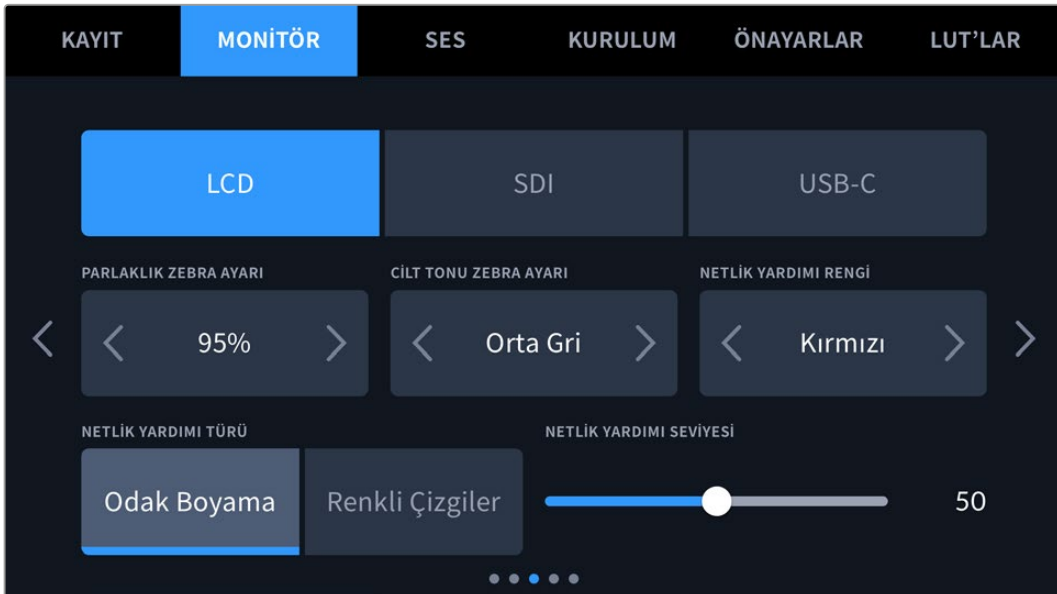 KAYIT MONİTÖR SES KURULUM ÖNAYARLAR LUT’LAR
LCD SDI USB-C
PARLAKLIK ZEBRA AYARI CİLT TONU ZEBRA AYARI NETLİK YARDIMI RENGİ
95% Orta Gri Kırmızı
NETLİK YARDIMI TÜRÜ NETLİK YARDIMI SEVİYESİ
Odak Boyama Renkli Çizgiler 50